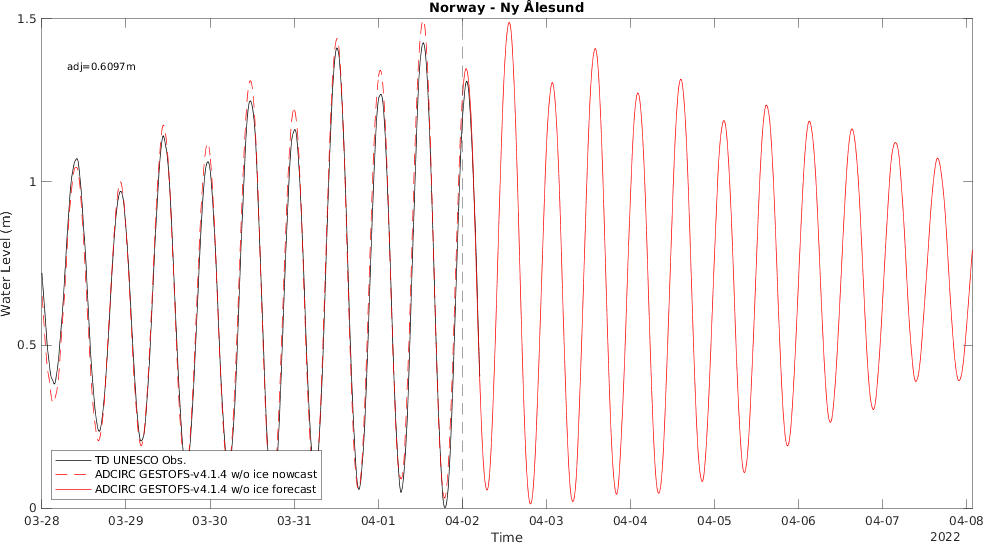 Norway - Ny Ålesund
1.5
adj=0.6097m
1
Water Level (m)
0.5
TD UNESCO Obs.
ADCIRC GESTOFS-v4.1.4 w/o ice nowcast
ADCIRC GESTOFS-v4.1.4 w/o ice forecast
0
03-28 03-29 03-30 03-31 04-01 04-02 04-03 04-04 04-05 04-06 04-07 04-08
Time
2022